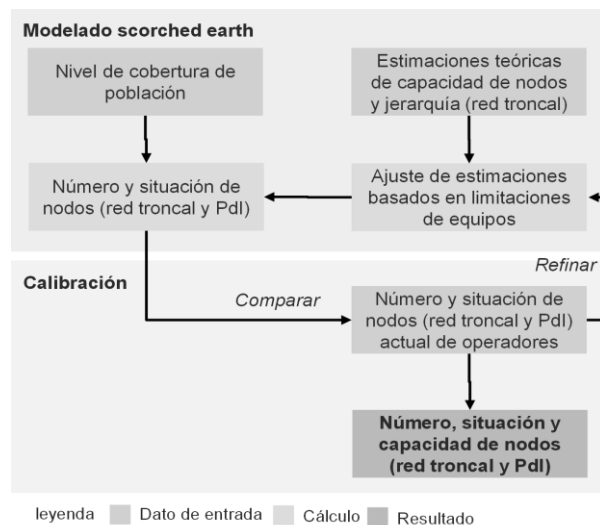 Modelado scorched earth
Nivel de cobertura de
población
Estimaciones teóricas
de capacidad de nodos
y jerarquía (red troncal)
Número y situación de
nodos (red troncal y PdI)
Ajuste de estimaciones
basados en limitaciones
de equipos
Refinar
Calibración
Comparar
Número y situación de
nodos (red troncal y PdI)
actual de operadores
Número, situación y
capacidad de nodos
(red troncal y PdI)
leyenda Dato de entrada Cálculo Resultado